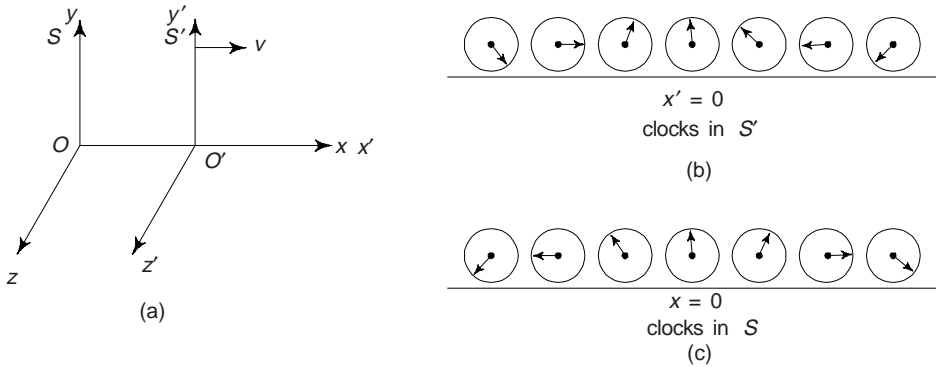 y
S
y′
S′
v
O
O′
x x′
z
z′
(a)
x′ = 0
clocks in S′
(b)
x = 0
clocks in S
(c)